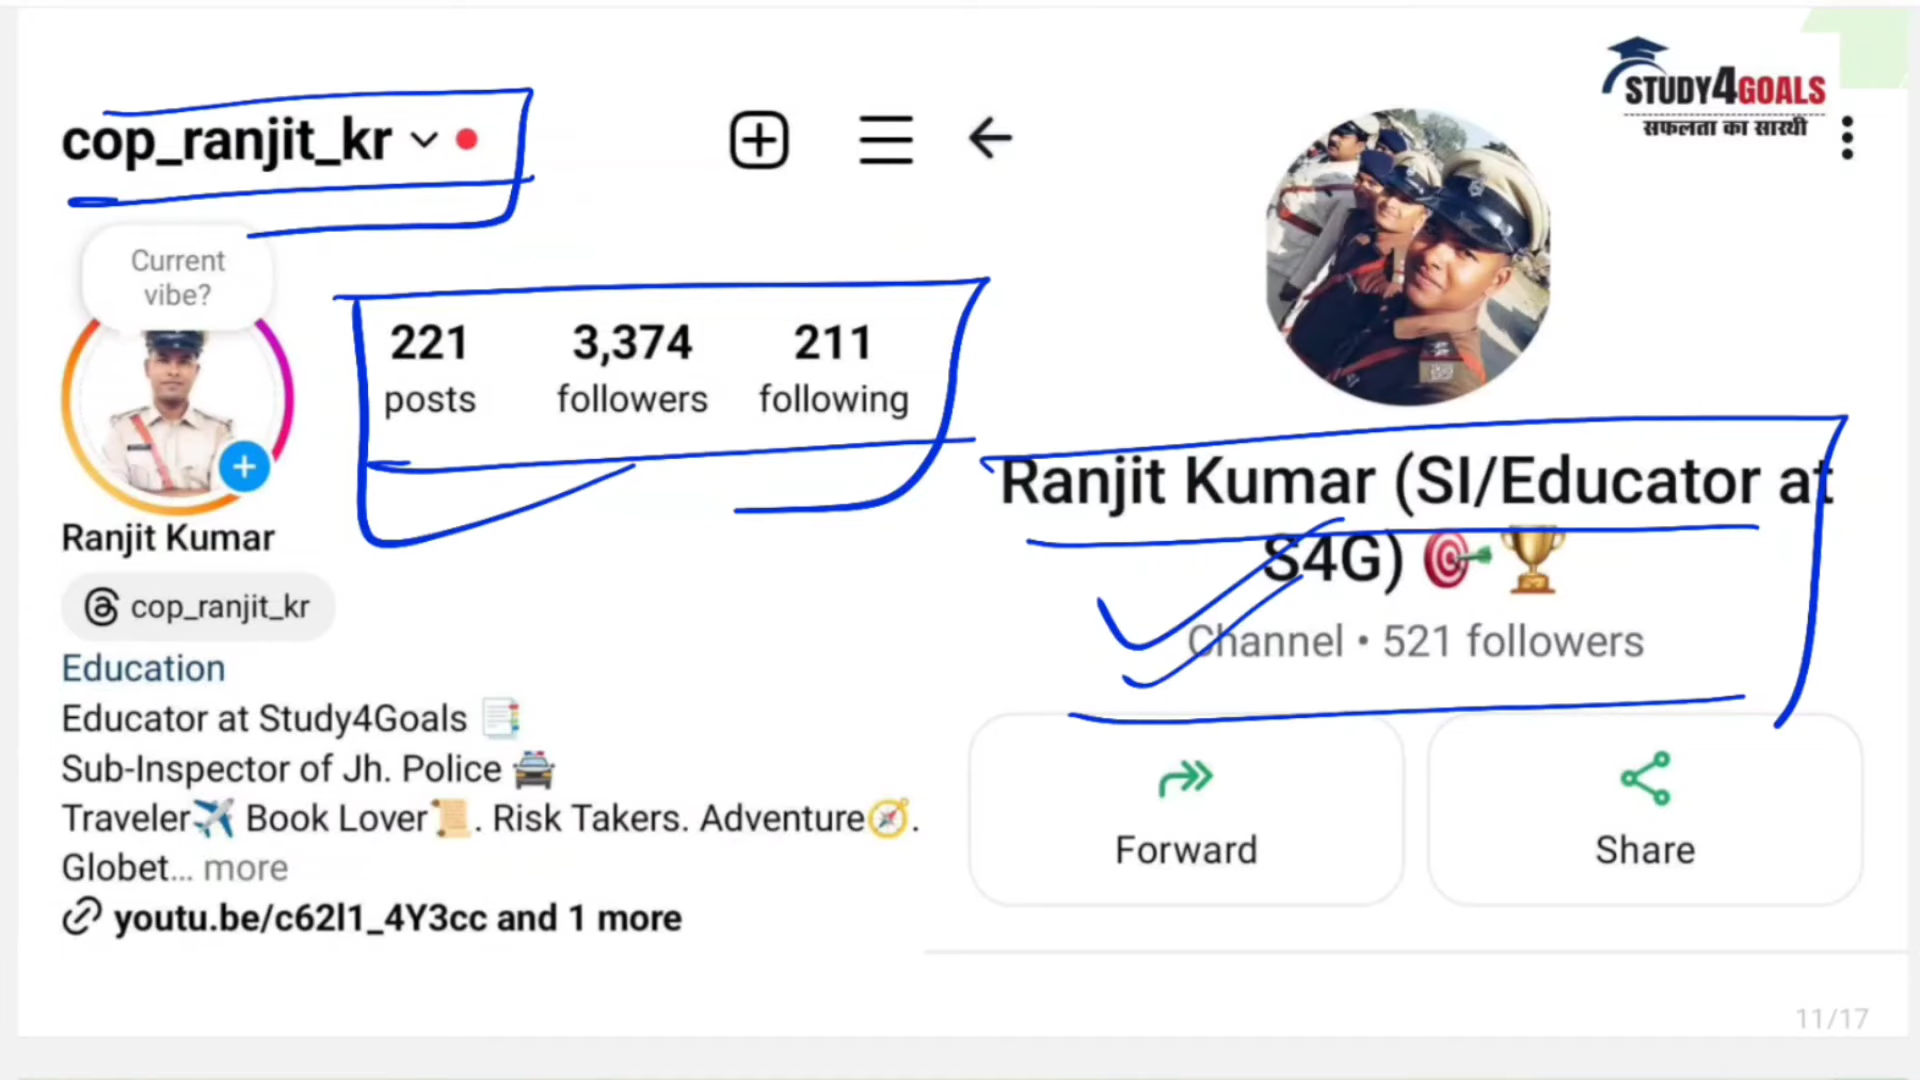 STUDY4GOALS
सफलता का सारथी
cop_ranjit_kr
Current
vibe?
221 3,374 211
posts followers following
Ranjit Kumar
cop_ranjit_kr
Education
Educator at Study4Goals 📑
Sub-Inspector of Jh. Police 🚔
Traveler✈️ Book Lover📜. Risk Takers. Adventure🧭.
Globet... more
youtu.be/c62l1_4Y3cc and 1 more
Ranjit Kumar (SI/Educator at
S4G) 🎯🏆
Channel • 521 followers
Forward Share
11/17